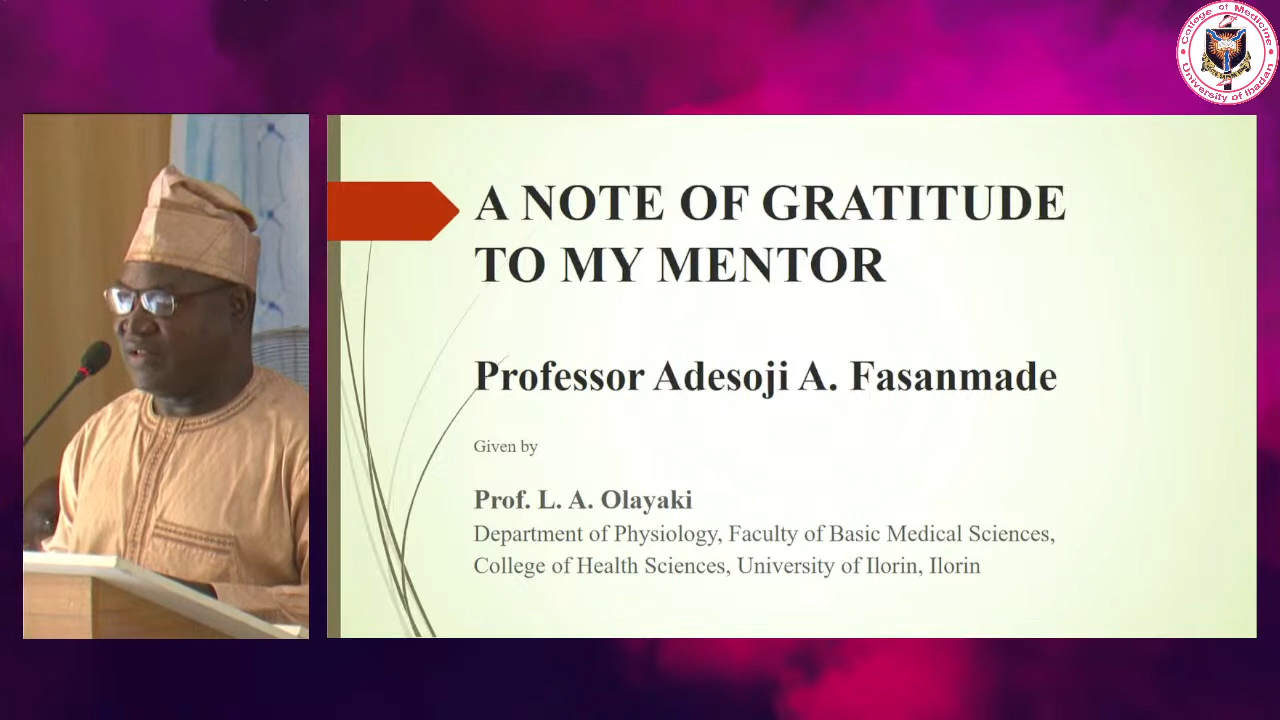 College of Medicine
University of Ibadan
A NOTE OF GRATITUDE
TO MY MENTOR
Professor Adesoji A. Fasanmade
Given by
Prof. L. A. Olayaki
Department of Physiology, Faculty of Basic Medical Sciences,
College of Health Sciences, University of Ilorin, Ilorin